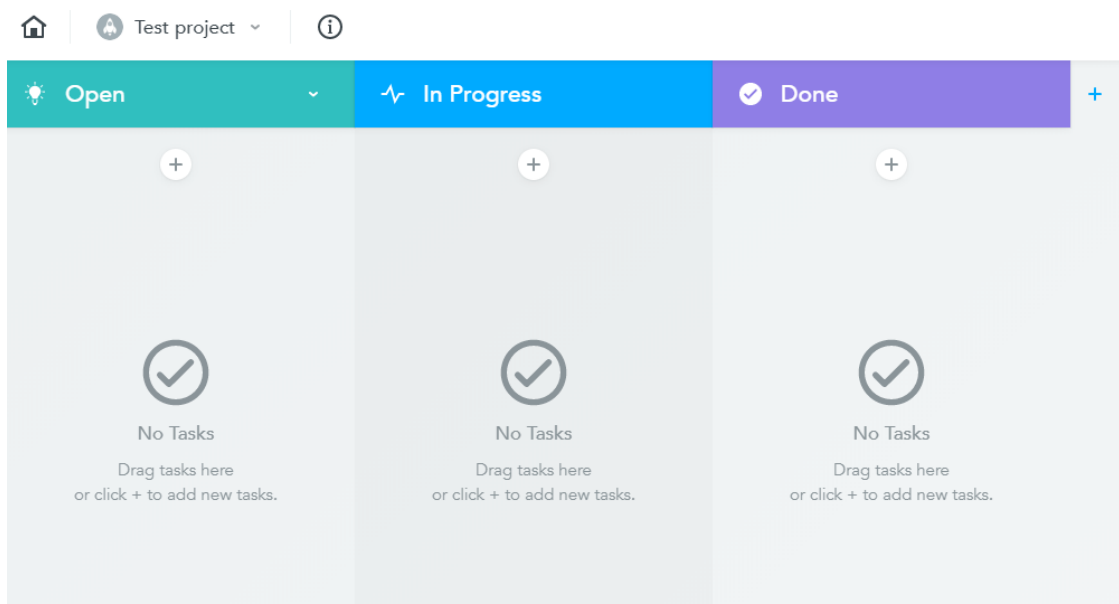 Test project
Open
In Progress
Done
No Tasks
Drag tasks here
or click + to add new tasks.
No Tasks
Drag tasks here
or click + to add new tasks.
No Tasks
Drag tasks here
or click + to add new tasks.